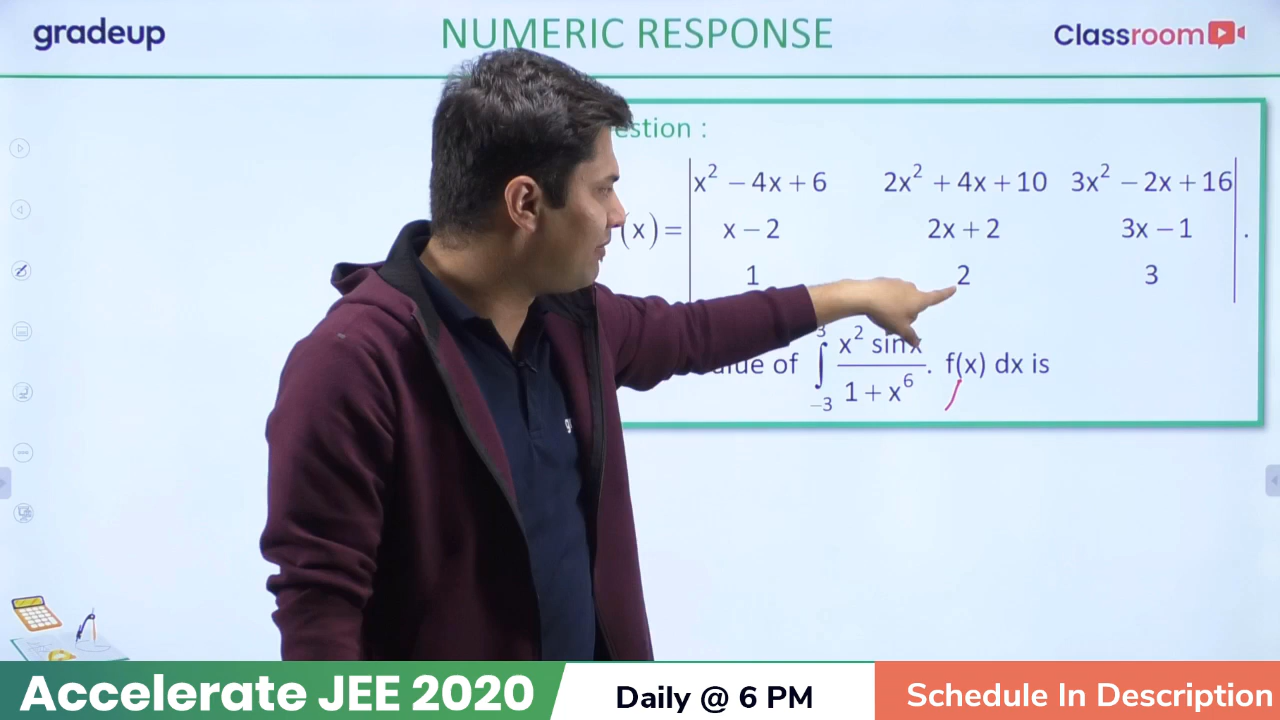 gradeup
NUMERIC RESPONSE
Classroom
estion :
(x) = | x² − 4x + 6 2x² + 4x + 10 3x² − 2x + 16 |
x − 2 2x + 2 3x − 1 .
1 2 3
of ∫₋₃³ x² sinx / 1 + x⁶ . f(x) dx is
Accelerate JEE 2020
Daily @ 6 PM
Schedule In Description